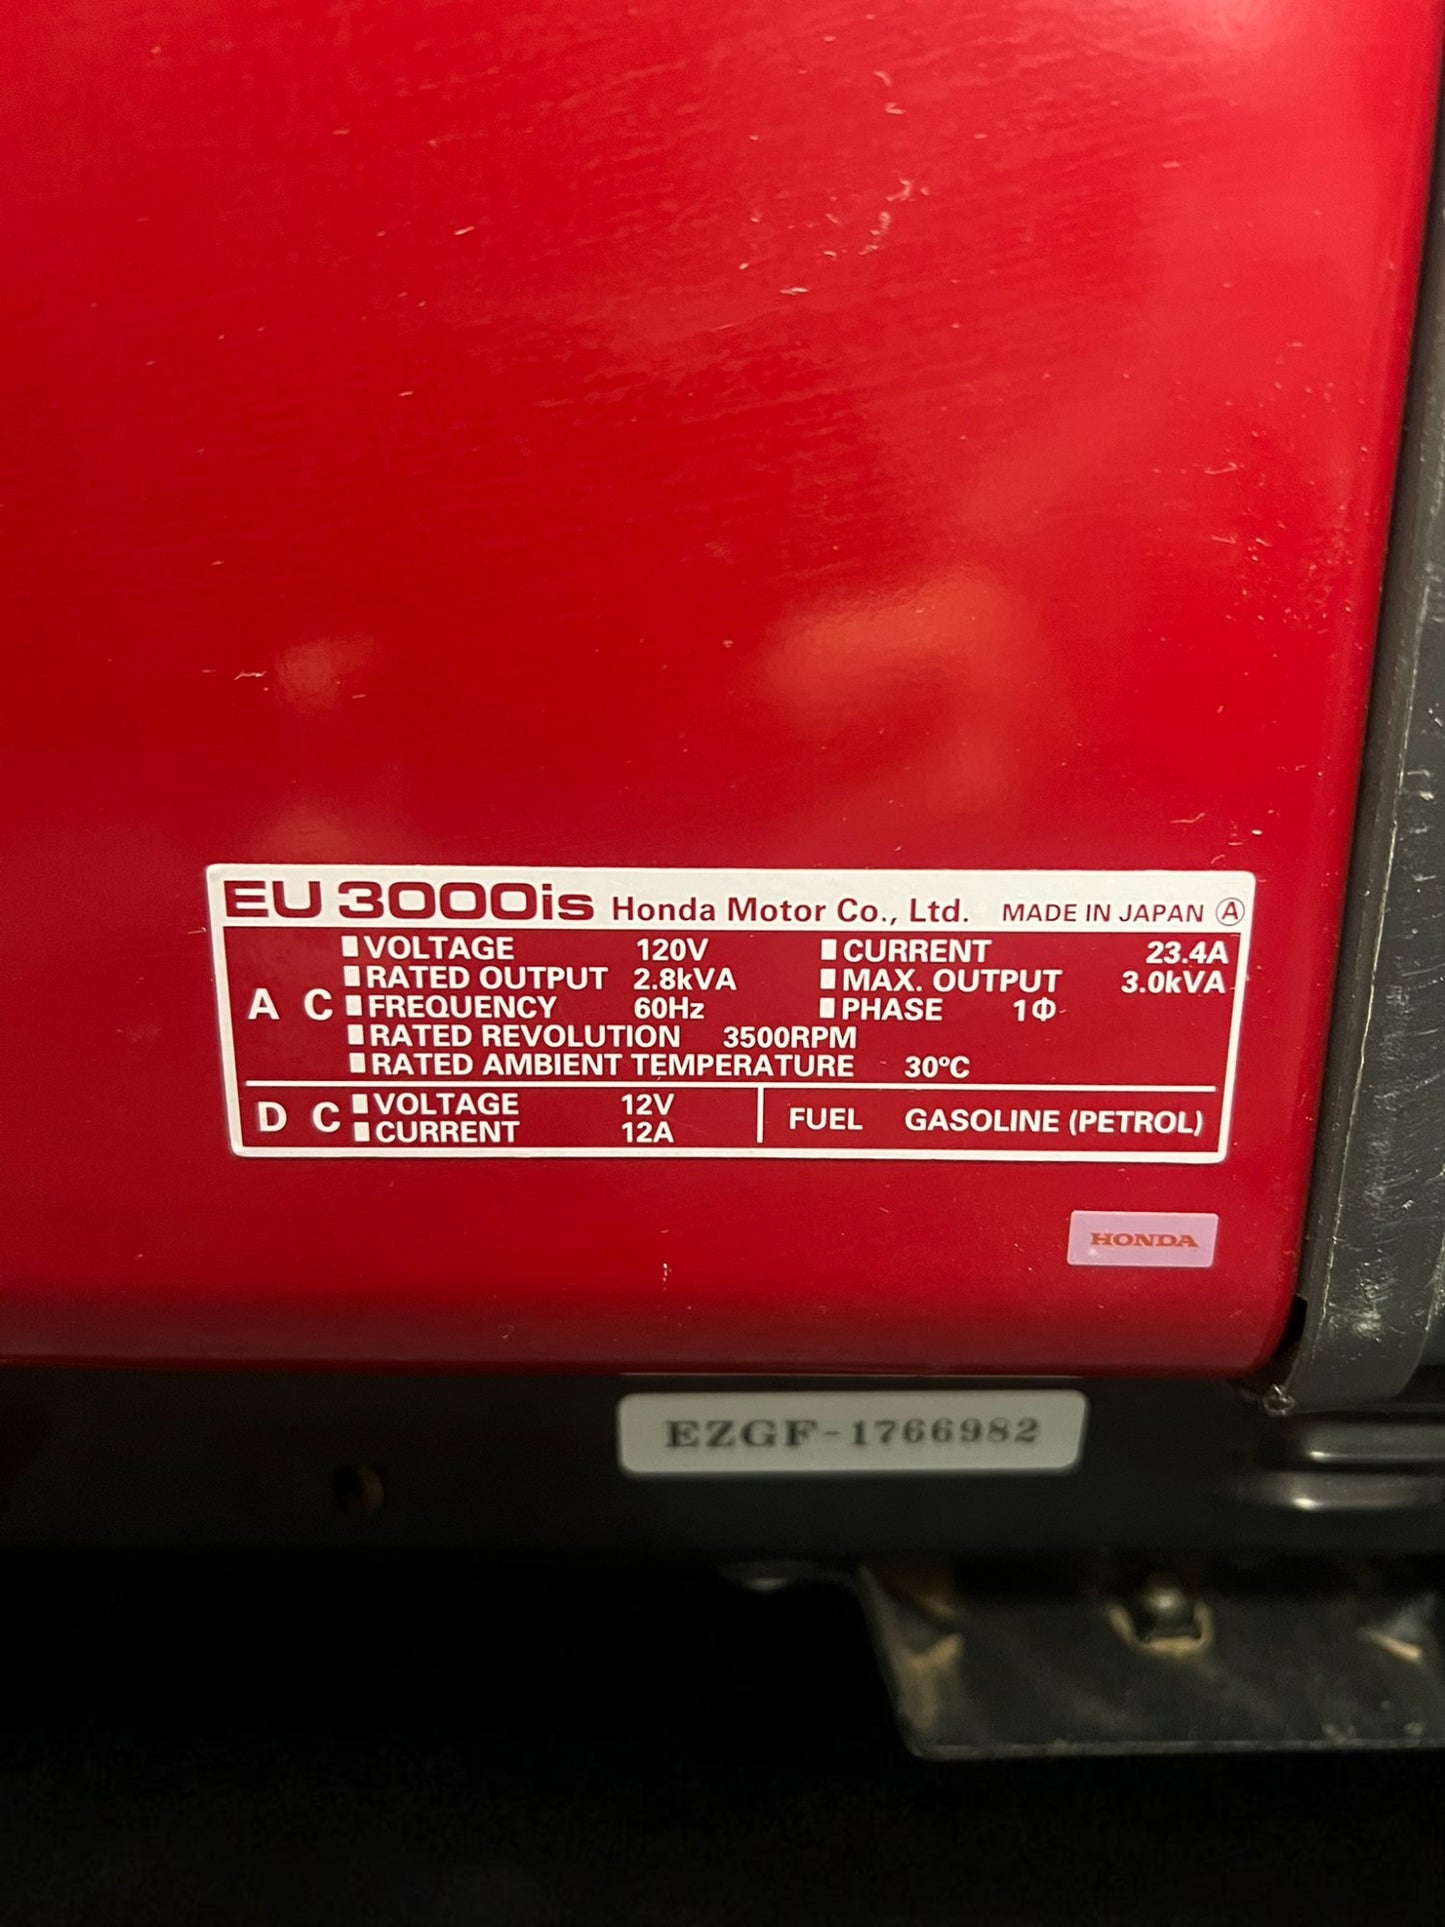 EU 3000is Honda Motor Co., Ltd. MADE IN JAPAN Ⓐ
VOLTAGE 120V CURRENT 23.4A
RATED OUTPUT 2.8kVA MAX. OUTPUT 3.0kVA
A C FREQUENCY 60Hz PHASE 1Φ
RATED REVOLUTION 3500RPM
RATED AMBIENT TEMPERATURE 30°C
D C VOLTAGE 12V FUEL GASOLINE (PETROL)
CURRENT 12A
HONDA
EZGF-1766982